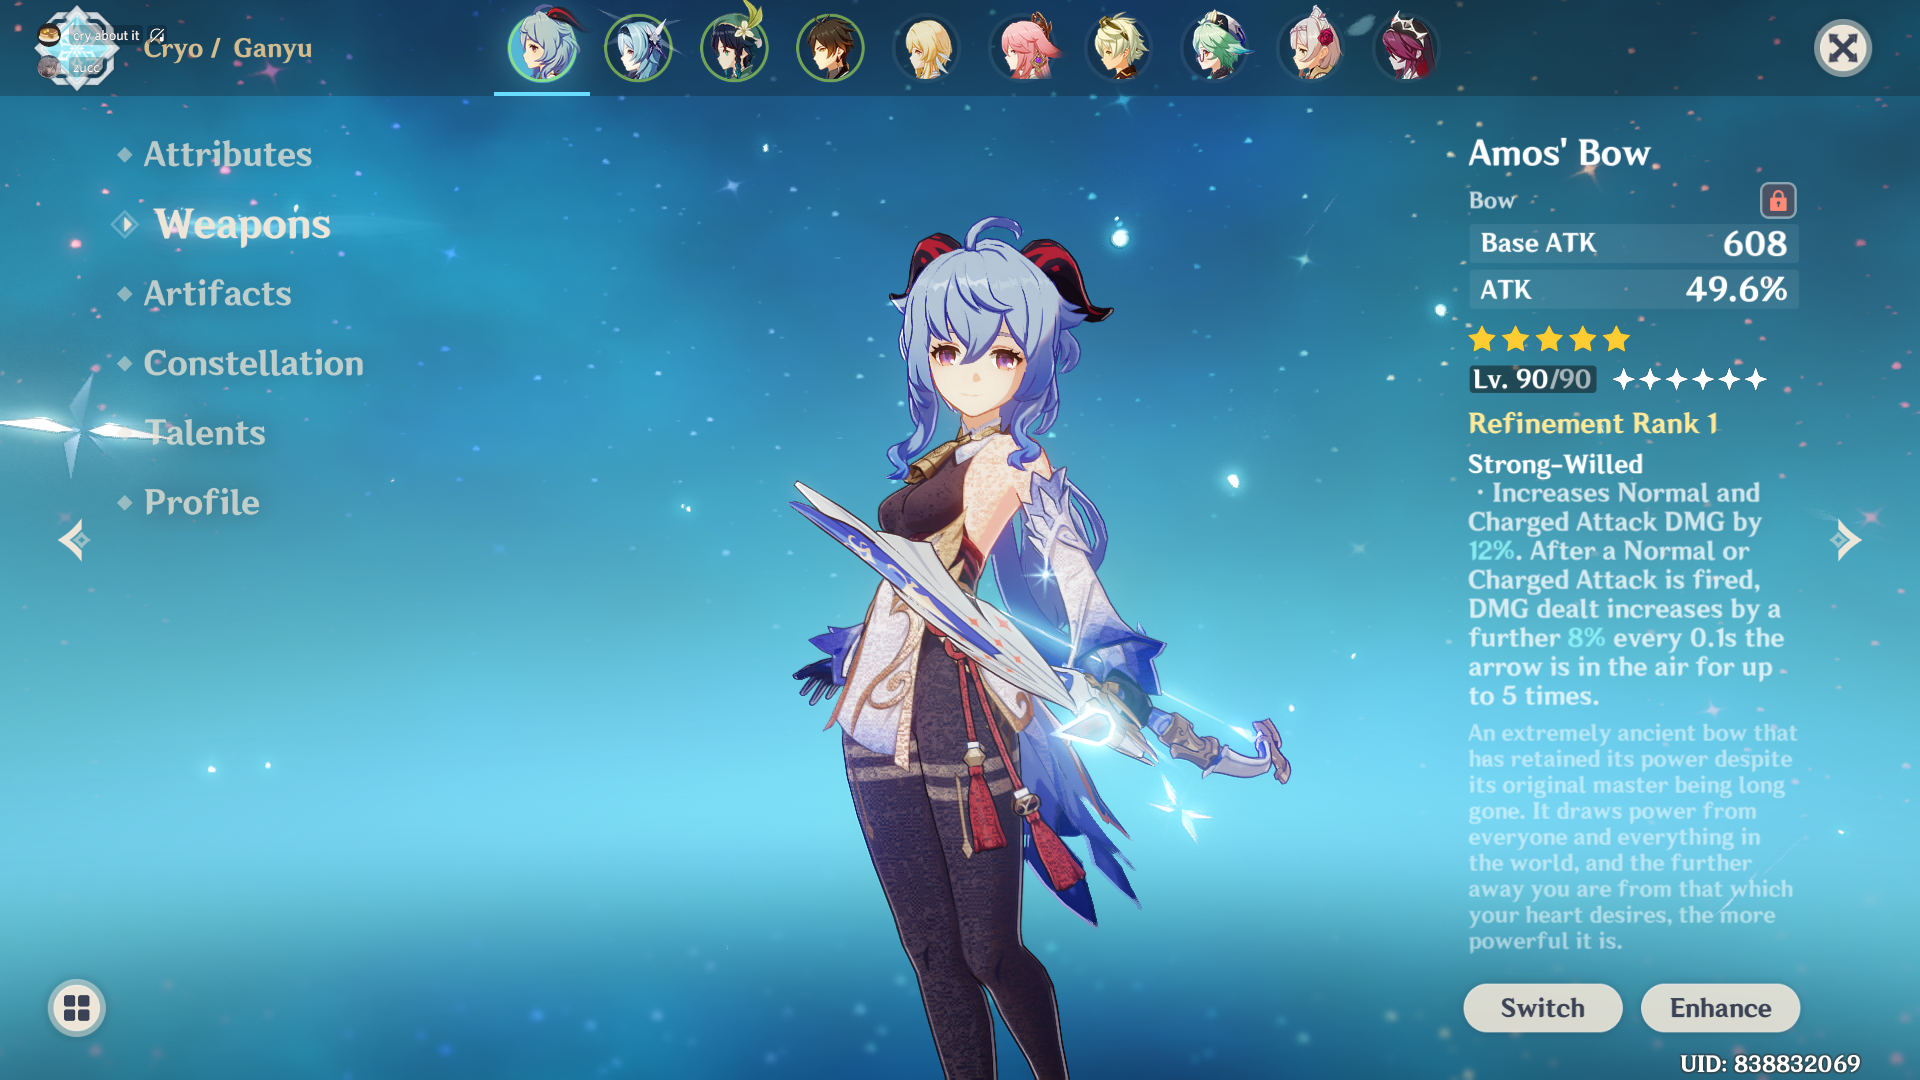 cry about it
zucc
Cryo / Ganyu
Attributes
Weapons
Artifacts
Constellation
Talents
Profile
Amos' Bow
Bow
Base ATK 608
ATK 49.6%
Lv. 90/90
Refinement Rank 1
Strong-Willed
· Increases Normal and
Charged Attack DMG by
12%. After a Normal or
Charged Attack is fired,
DMG dealt increases by a
further 8% every 0.1s the
arrow is in the air for up
to 5 times.
An extremely ancient bow that
has retained its power despite
its original master being long
gone. It draws power from
everyone and everything in
the world, and the further
away you are from that which
your heart desires, the more
powerful it is.
Switch
Enhance
UID: 838832069